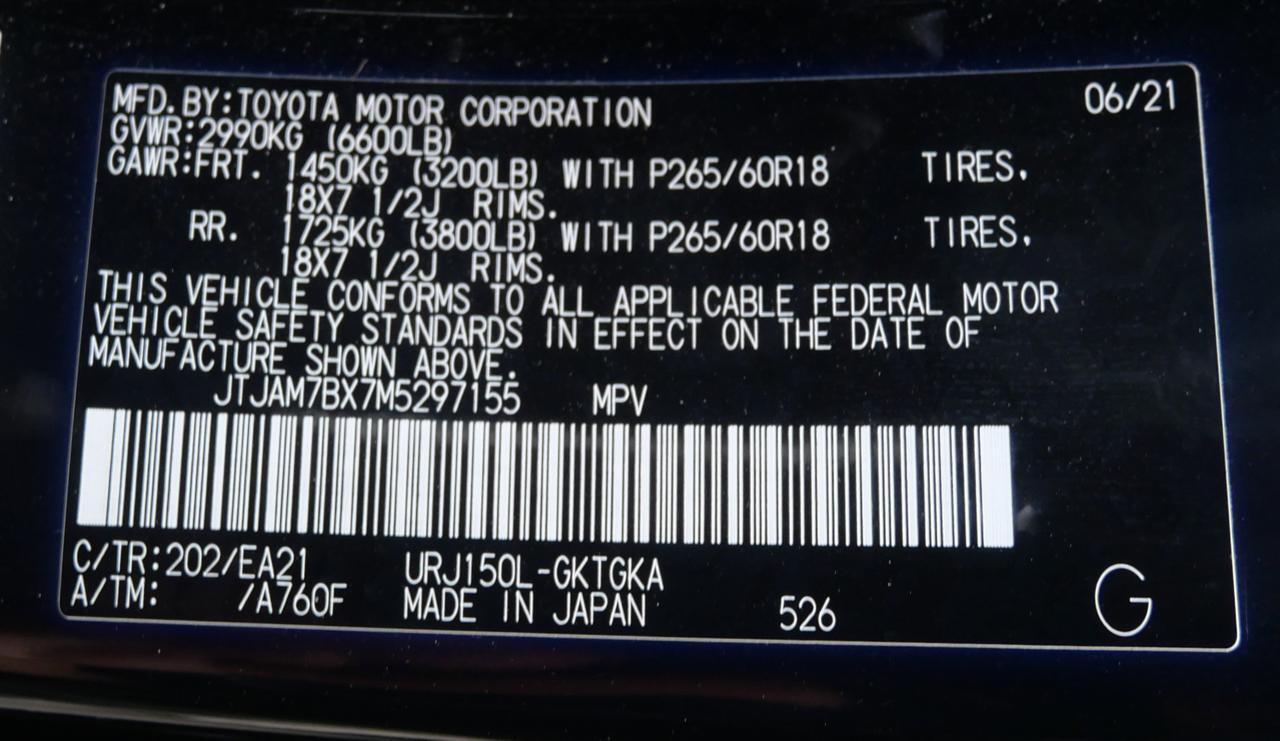 MFD. BY:TOYOTA MOTOR CORPORATION 06/21
GVWR:2990KG (6600LB)
GAWR:FRT. 1450KG (3200LB) WITH P265/60R18 TIRES.
18X7 1/2J RIMS.
RR. 1725KG (3800LB) WITH P265/60R18 TIRES.
18X7 1/2J RIMS.
THIS VEHICLE CONFORMS TO ALL APPLICABLE FEDERAL MOTOR
VEHICLE SAFETY STANDARDS IN EFFECT ON THE DATE OF
MANUFACTURE SHOWN ABOVE.
JTJAM7BX7M5297155 MPV
C/TR:202/EA21 URJ150L-GKTGKA
A/TM: /A760F MADE IN JAPAN 526 G